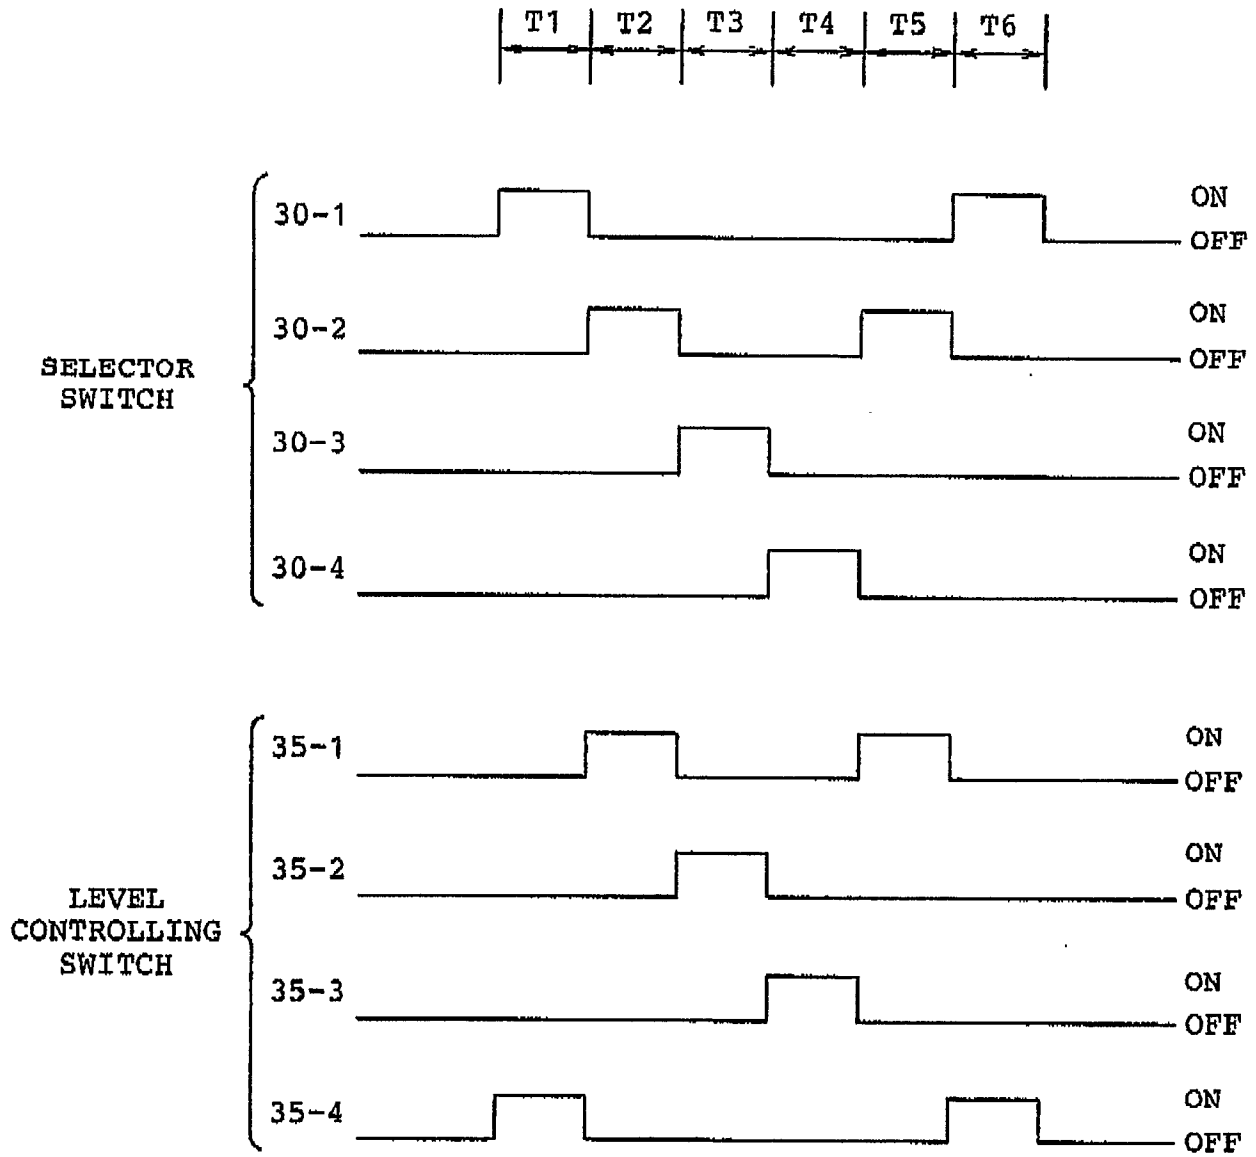 T1 T2 T3 T4 T5 T6
30-1 ON
OFF
30-2 ON
OFF
SELECTOR
SWITCH
30-3 ON
OFF
30-4 ON
OFF
35-1 ON
OFF
35-2 ON
OFF
LEVEL
CONTROLLING
SWITCH
35-3 ON
OFF
35-4 ON
OFF